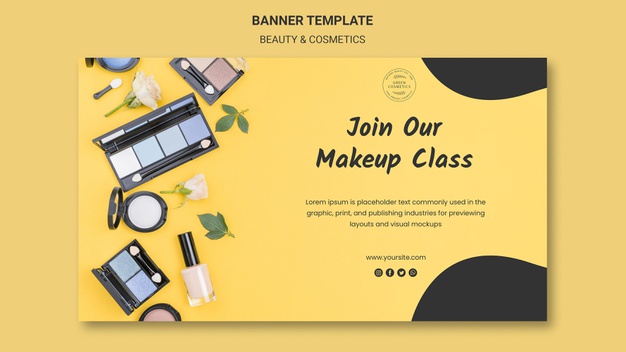 BANNER TEMPLATE
BEAUTY & COSMETICS
GREEN
COSMETICS
Join Our
Makeup Class
Lorem ipsum is placeholder text commonly used in the
graphic, print, and publishing industries for previewing
layouts and visual mockups
www.yoursite.com